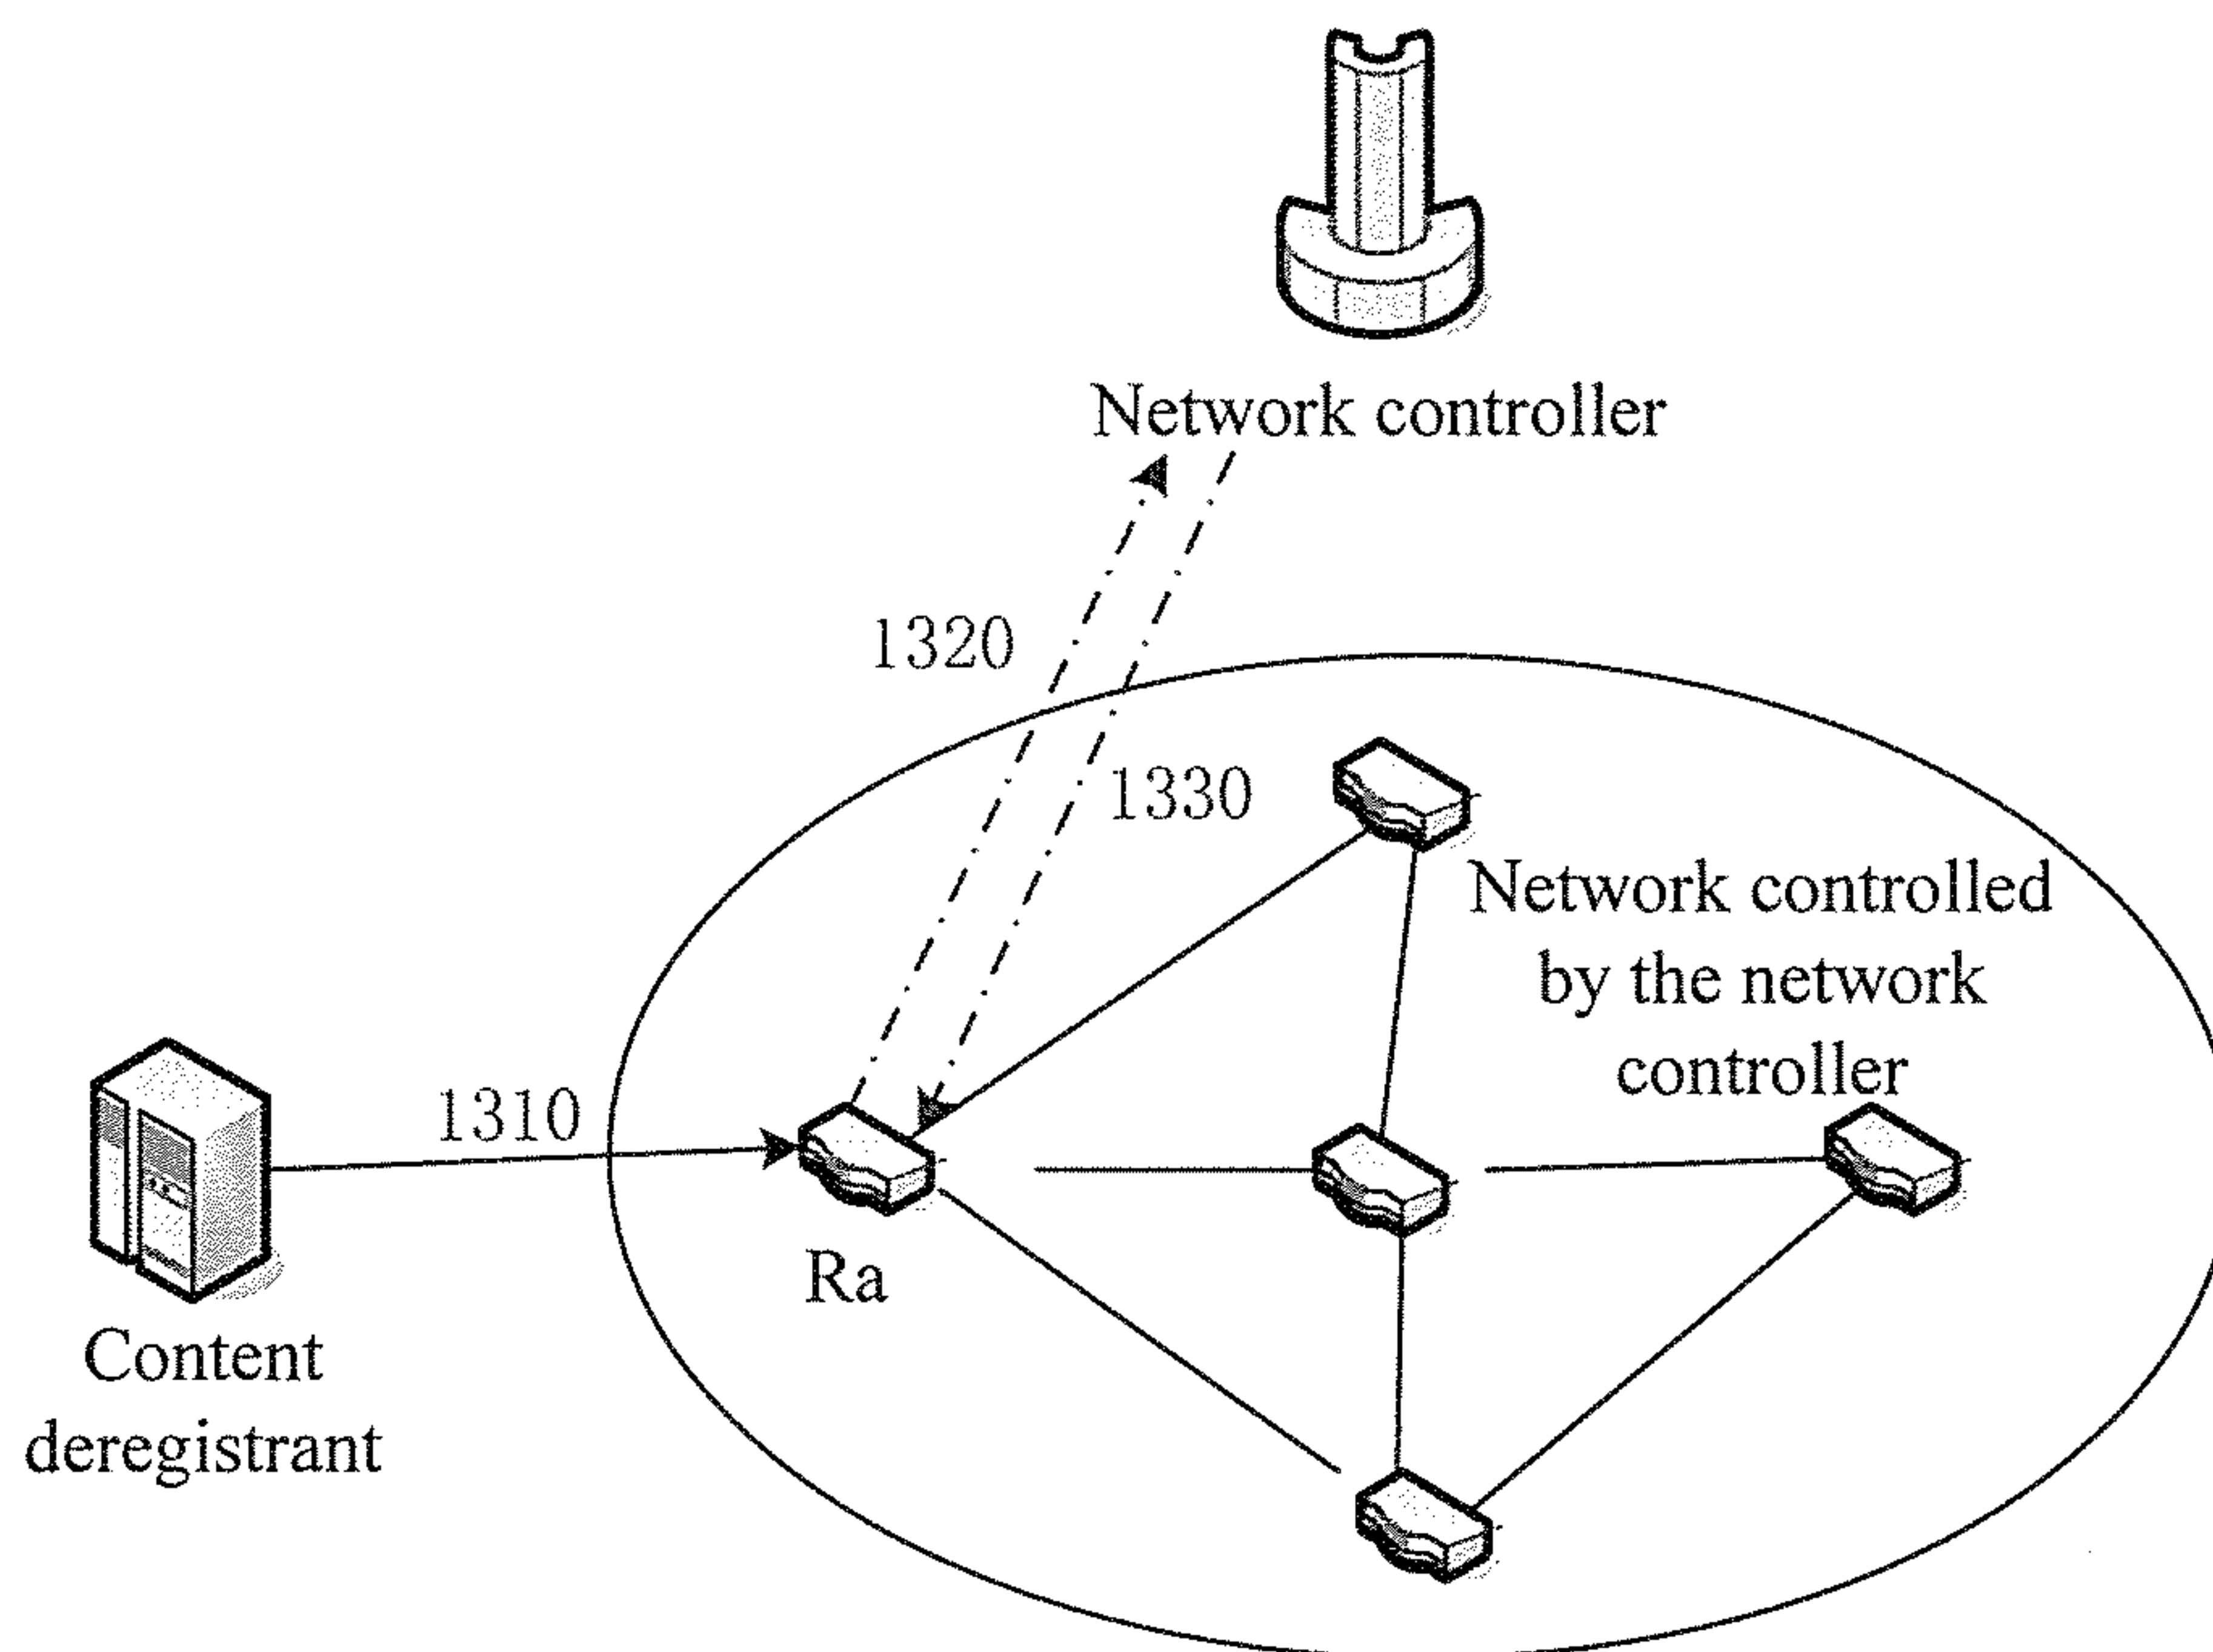 Network controller
1320
1330
Network controlled
by the network
controller
1310
Ra
Content
deregistrant